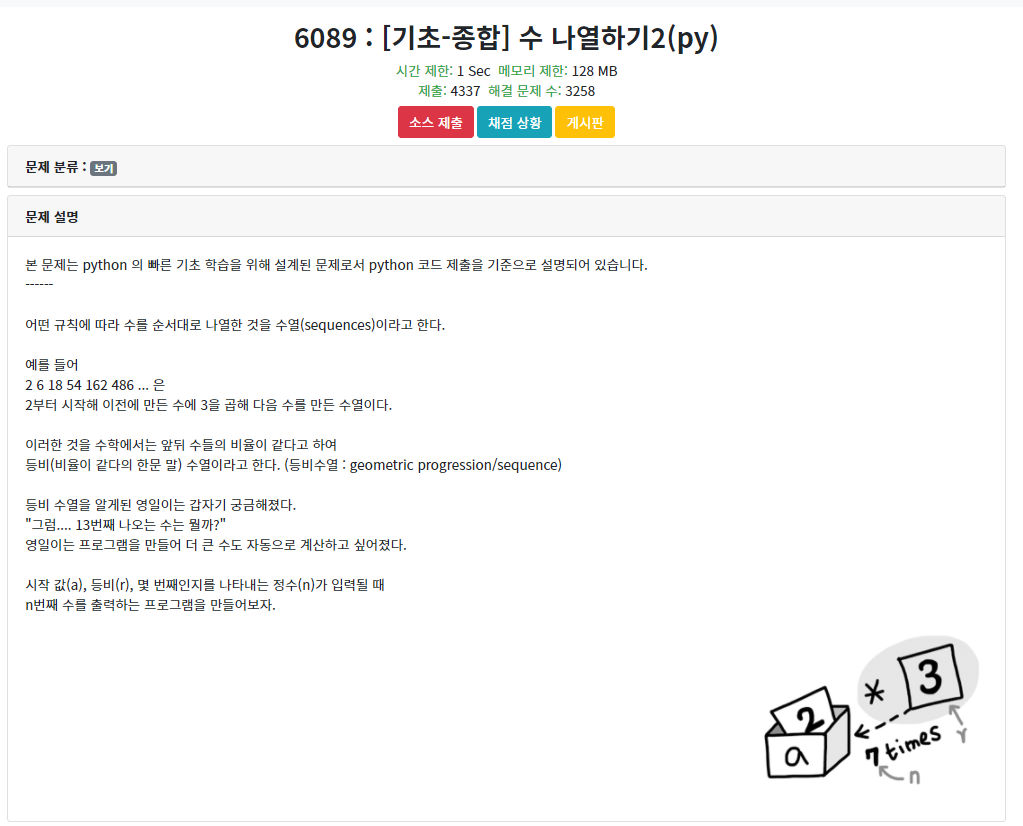 6089 : [기초-종합] 수 나열하기2(py)
시간 제한: 1 Sec 메모리 제한: 128 MB
제출: 4337 해결 문제 수: 3258
소스 제출 채점 상황 게시판
문제 분류 : 보기
문제 설명
본 문제는 python 의 빠른 기초 학습을 위해 설계된 문제로서 python 코드 제출을 기준으로 설명되어 있습니다.
------
어떤 규칙에 따라 수를 순서대로 나열한 것을 수열(sequences)이라고 한다.
예를 들어
2 6 18 54 162 486 ... 은
2부터 시작해 이전에 만든 수에 3을 곱해 다음 수를 만든 수열이다.
이러한 것을 수학에서는 앞뒤 수들의 비율이 같다고 하여
등비(비율이 같다의 한문 말) 수열이라고 한다. (등비수열 : geometric progression/sequence)
등비 수열을 알게된 영일이는 갑자기 궁금해졌다.
"그럼.... 13번째 나오는 수는 뭘까?"
영일이는 프로그램을 만들어 더 큰 수도 자동으로 계산하고 싶어졌다.
시작 값(a), 등비(r), 몇 번째인지를 나타내는 정수(n)가 입력될 때
n번째 수를 출력하는 프로그램을 만들어보자.
2 * 3
a 7 times r
n